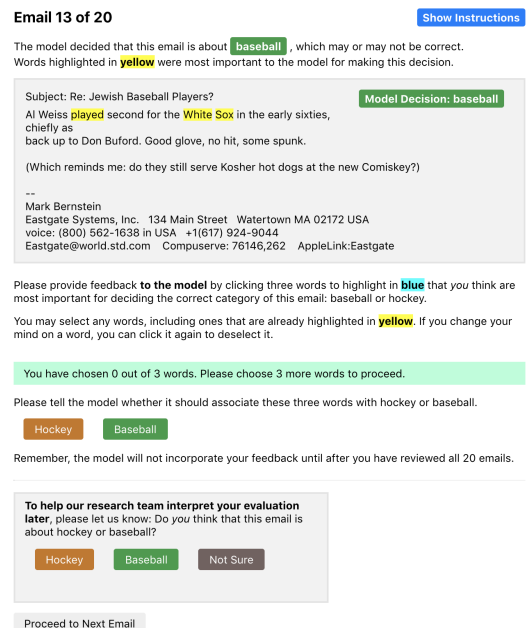 Email 13 of 20
Show Instructions
The model decided that this email is about baseball , which may or may not be correct.
Words highlighted in yellow were most important to the model for making this decision.
Subject: Re: Jewish Baseball Players?
Model Decision: baseball
Al Weiss played second for the White Sox in the early sixties,
chiefly as
back up to Don Buford. Good glove, no hit, some spunk.
(Which reminds me: do they still serve Kosher hot dogs at the new Comiskey?)
--
Mark Bernstein
Eastgate Systems, Inc. 134 Main Street Watertown MA 02172 USA
voice: (800) 562-1638 in USA +1(617) 924-9044
Eastgate@world.std.com Compuserve: 76146,262 AppleLink:Eastgate
Please provide feedback to the model by clicking three words to highlight in blue that you think are
most important for deciding the correct category of this email: baseball or hockey.
You may select any words, including ones that are already highlighted in yellow. If you change your
mind on a word, you can click it again to deselect it.
You have chosen 0 out of 3 words. Please choose 3 more words to proceed.
Please tell the model whether it should associate these three words with hockey or baseball.
Hockey Baseball
Remember, the model will not incorporate your feedback until after you have reviewed all 20 emails.
To help our research team interpret your evaluation
later, please let us know: Do you think that this email is
about hockey or baseball?
Hockey Baseball Not Sure
Proceed to Next Email